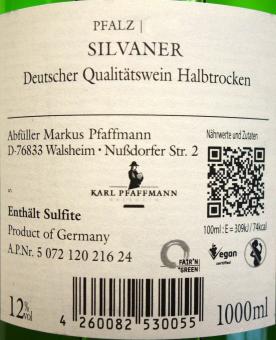 PFALZ |
SILVANER
Deutscher Qualitätswein Halbtrocken
Abfüller Markus Pfaffmann
D-76833 Walsheim · Nußdorfer Str. 2
Nährwerte und Zutaten
KARL PFAFFMANN
100ml : E = 309kJ / 74kcal
Enthält Sulfite
Product of Germany
A.P.Nr. 5 072 120 216 24
FAIR'N GREEN
Vegan
certified
12% vol
4 260082 530055
1000ml